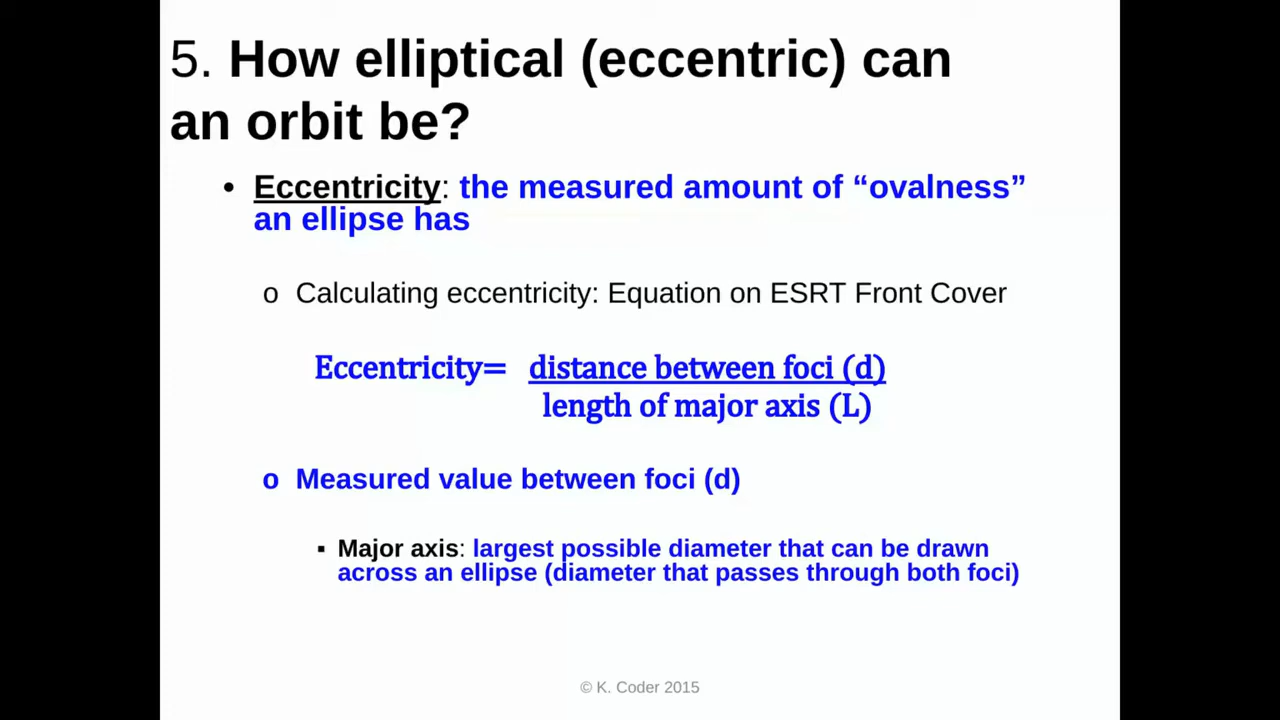 5. How elliptical (eccentric) can
an orbit be?
• Eccentricity: the measured amount of “ovalness”
an ellipse has
o Calculating eccentricity: Equation on ESRT Front Cover
Eccentricity= distance between foci (d)
length of major axis (L)
o Measured value between foci (d)
▪ Major axis: largest possible diameter that can be drawn
across an ellipse (diameter that passes through both foci)
© K. Coder 2015